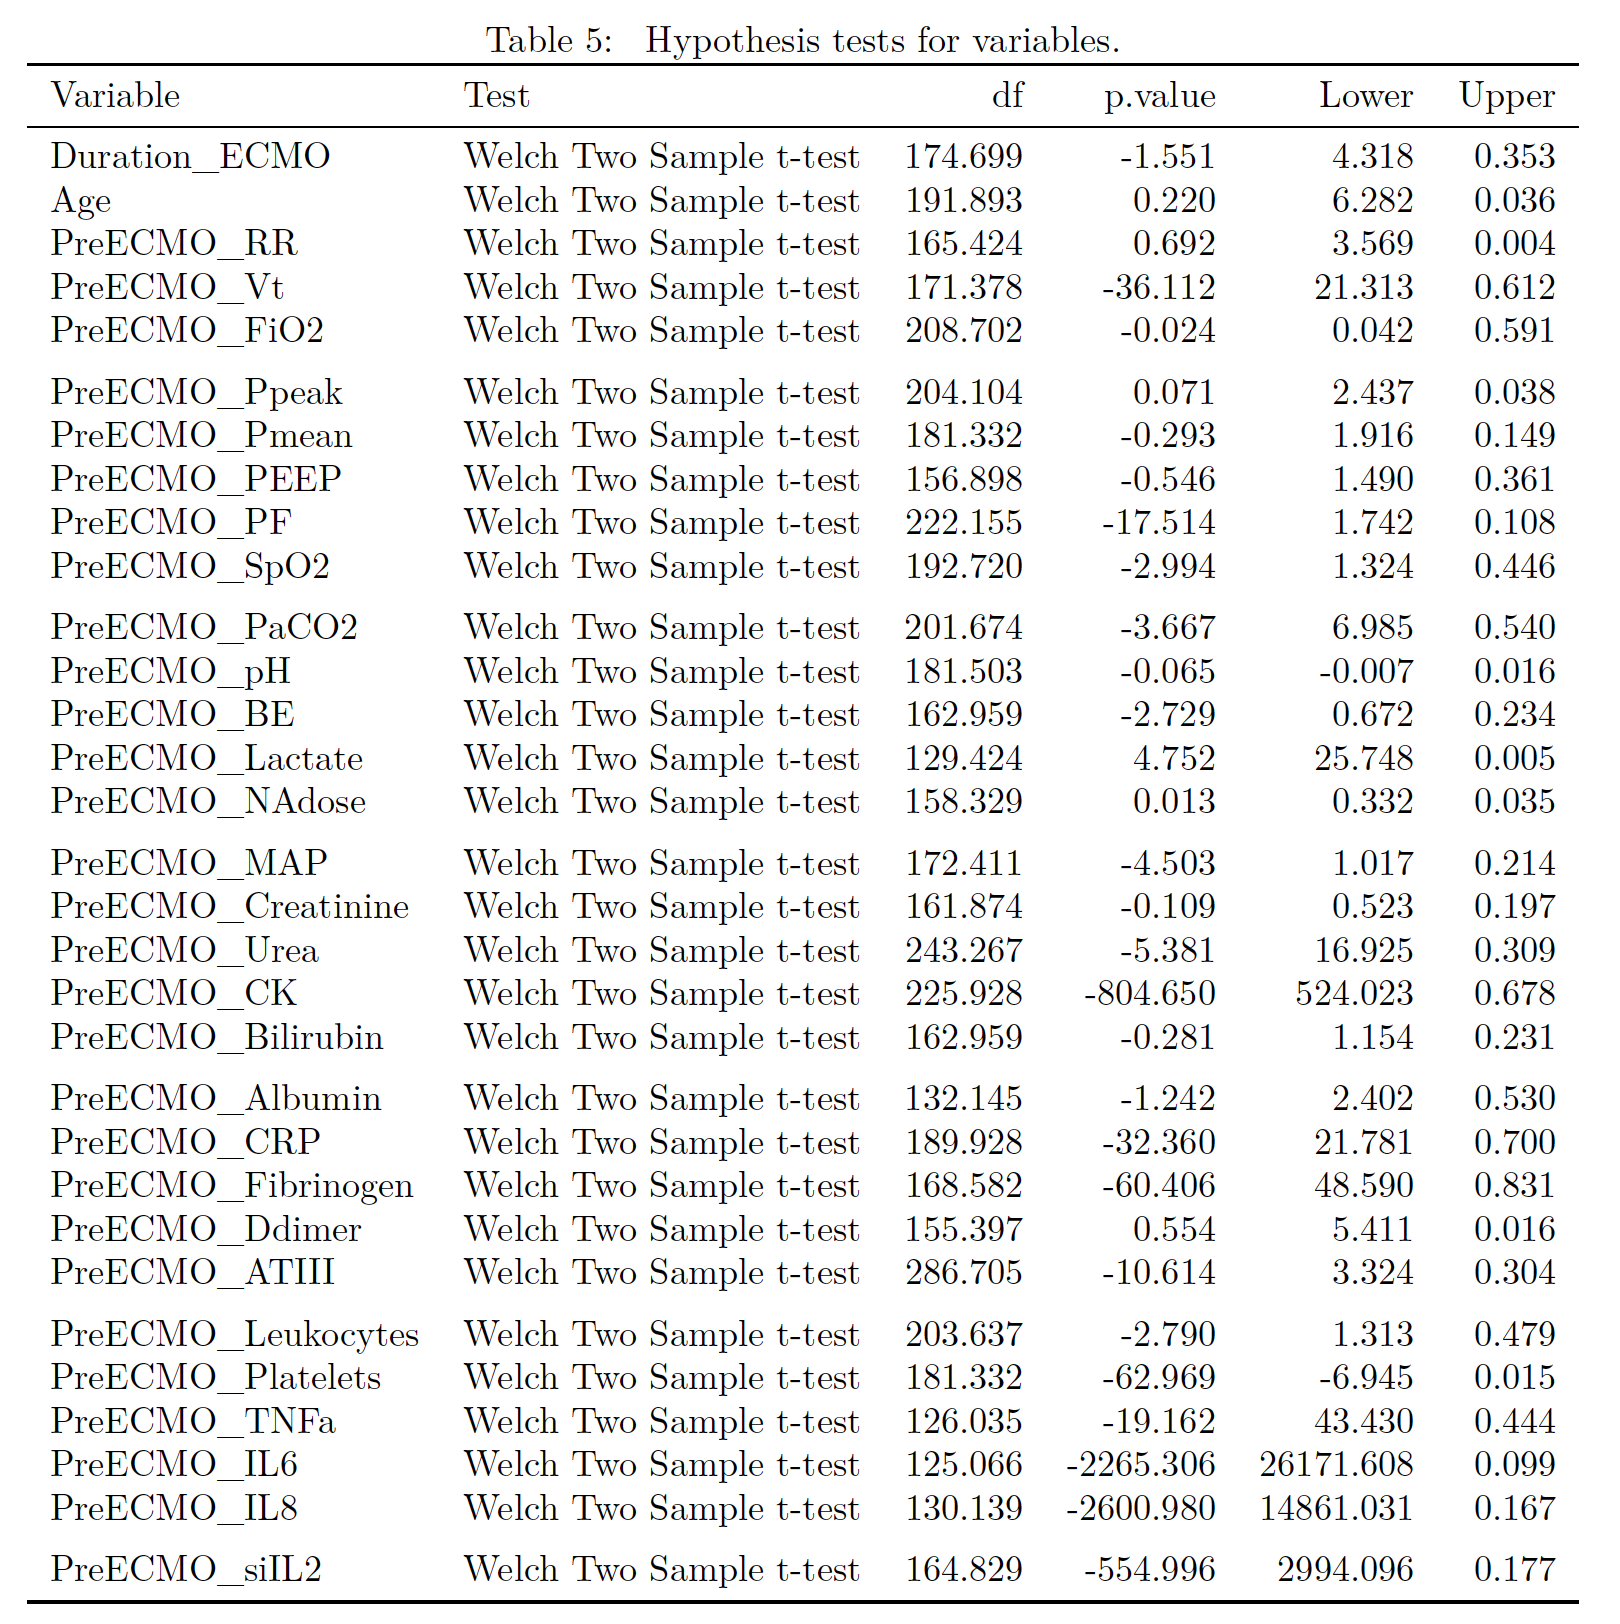 Table 5: Hypothesis tests for variables.
Variable Test df p.value Lower Upper
Duration_ECMO Welch Two Sample t-test 174.699 -1.551 4.318 0.353
Age Welch Two Sample t-test 191.893 0.220 6.282 0.036
PreECMO_RR Welch Two Sample t-test 165.424 0.692 3.569 0.004
PreECMO_Vt Welch Two Sample t-test 171.378 -36.112 21.313 0.612
PreECMO_FiO2 Welch Two Sample t-test 208.702 -0.024 0.042 0.591
PreECMO_Ppeak Welch Two Sample t-test 204.104 0.071 2.437 0.038
PreECMO_Pmean Welch Two Sample t-test 181.332 -0.293 1.916 0.149
PreECMO_PEEP Welch Two Sample t-test 156.898 -0.546 1.490 0.361
PreECMO_PF Welch Two Sample t-test 222.155 -17.514 1.742 0.108
PreECMO_SpO2 Welch Two Sample t-test 192.720 -2.994 1.324 0.446
PreECMO_PaCO2 Welch Two Sample t-test 201.674 -3.667 6.985 0.540
PreECMO_pH Welch Two Sample t-test 181.503 -0.065 -0.007 0.016
PreECMO_BE Welch Two Sample t-test 162.959 -2.729 0.672 0.234
PreECMO_Lactate Welch Two Sample t-test 129.424 4.752 25.748 0.005
PreECMO_NAdose Welch Two Sample t-test 158.329 0.013 0.332 0.035
PreECMO_MAP Welch Two Sample t-test 172.411 -4.503 1.017 0.214
PreECMO_Creatinine Welch Two Sample t-test 161.874 -0.109 0.523 0.197
PreECMO_Urea Welch Two Sample t-test 243.267 -5.381 16.925 0.309
PreECMO_CK Welch Two Sample t-test 225.928 -804.650 524.023 0.678
PreECMO_Bilirubin Welch Two Sample t-test 162.959 -0.281 1.154 0.231
PreECMO_Albumin Welch Two Sample t-test 132.145 -1.242 2.402 0.530
PreECMO_CRP Welch Two Sample t-test 189.928 -32.360 21.781 0.700
PreECMO_Fibrinogen Welch Two Sample t-test 168.582 -60.406 48.590 0.831
PreECMO_Ddimer Welch Two Sample t-test 155.397 0.554 5.411 0.016
PreECMO_ATIII Welch Two Sample t-test 286.705 -10.614 3.324 0.304
PreECMO_Leukocytes Welch Two Sample t-test 203.637 -2.790 1.313 0.479
PreECMO_Platelets Welch Two Sample t-test 181.332 -62.969 -6.945 0.015
PreECMO_TNFa Welch Two Sample t-test 126.035 -19.162 43.430 0.444
PreECMO_IL6 Welch Two Sample t-test 125.066 -2265.306 26171.608 0.099
PreECMO_IL8 Welch Two Sample t-test 130.139 -2600.980 14861.031 0.167
PreECMO_siIL2 Welch Two Sample t-test 164.829 -554.996 2994.096 0.177